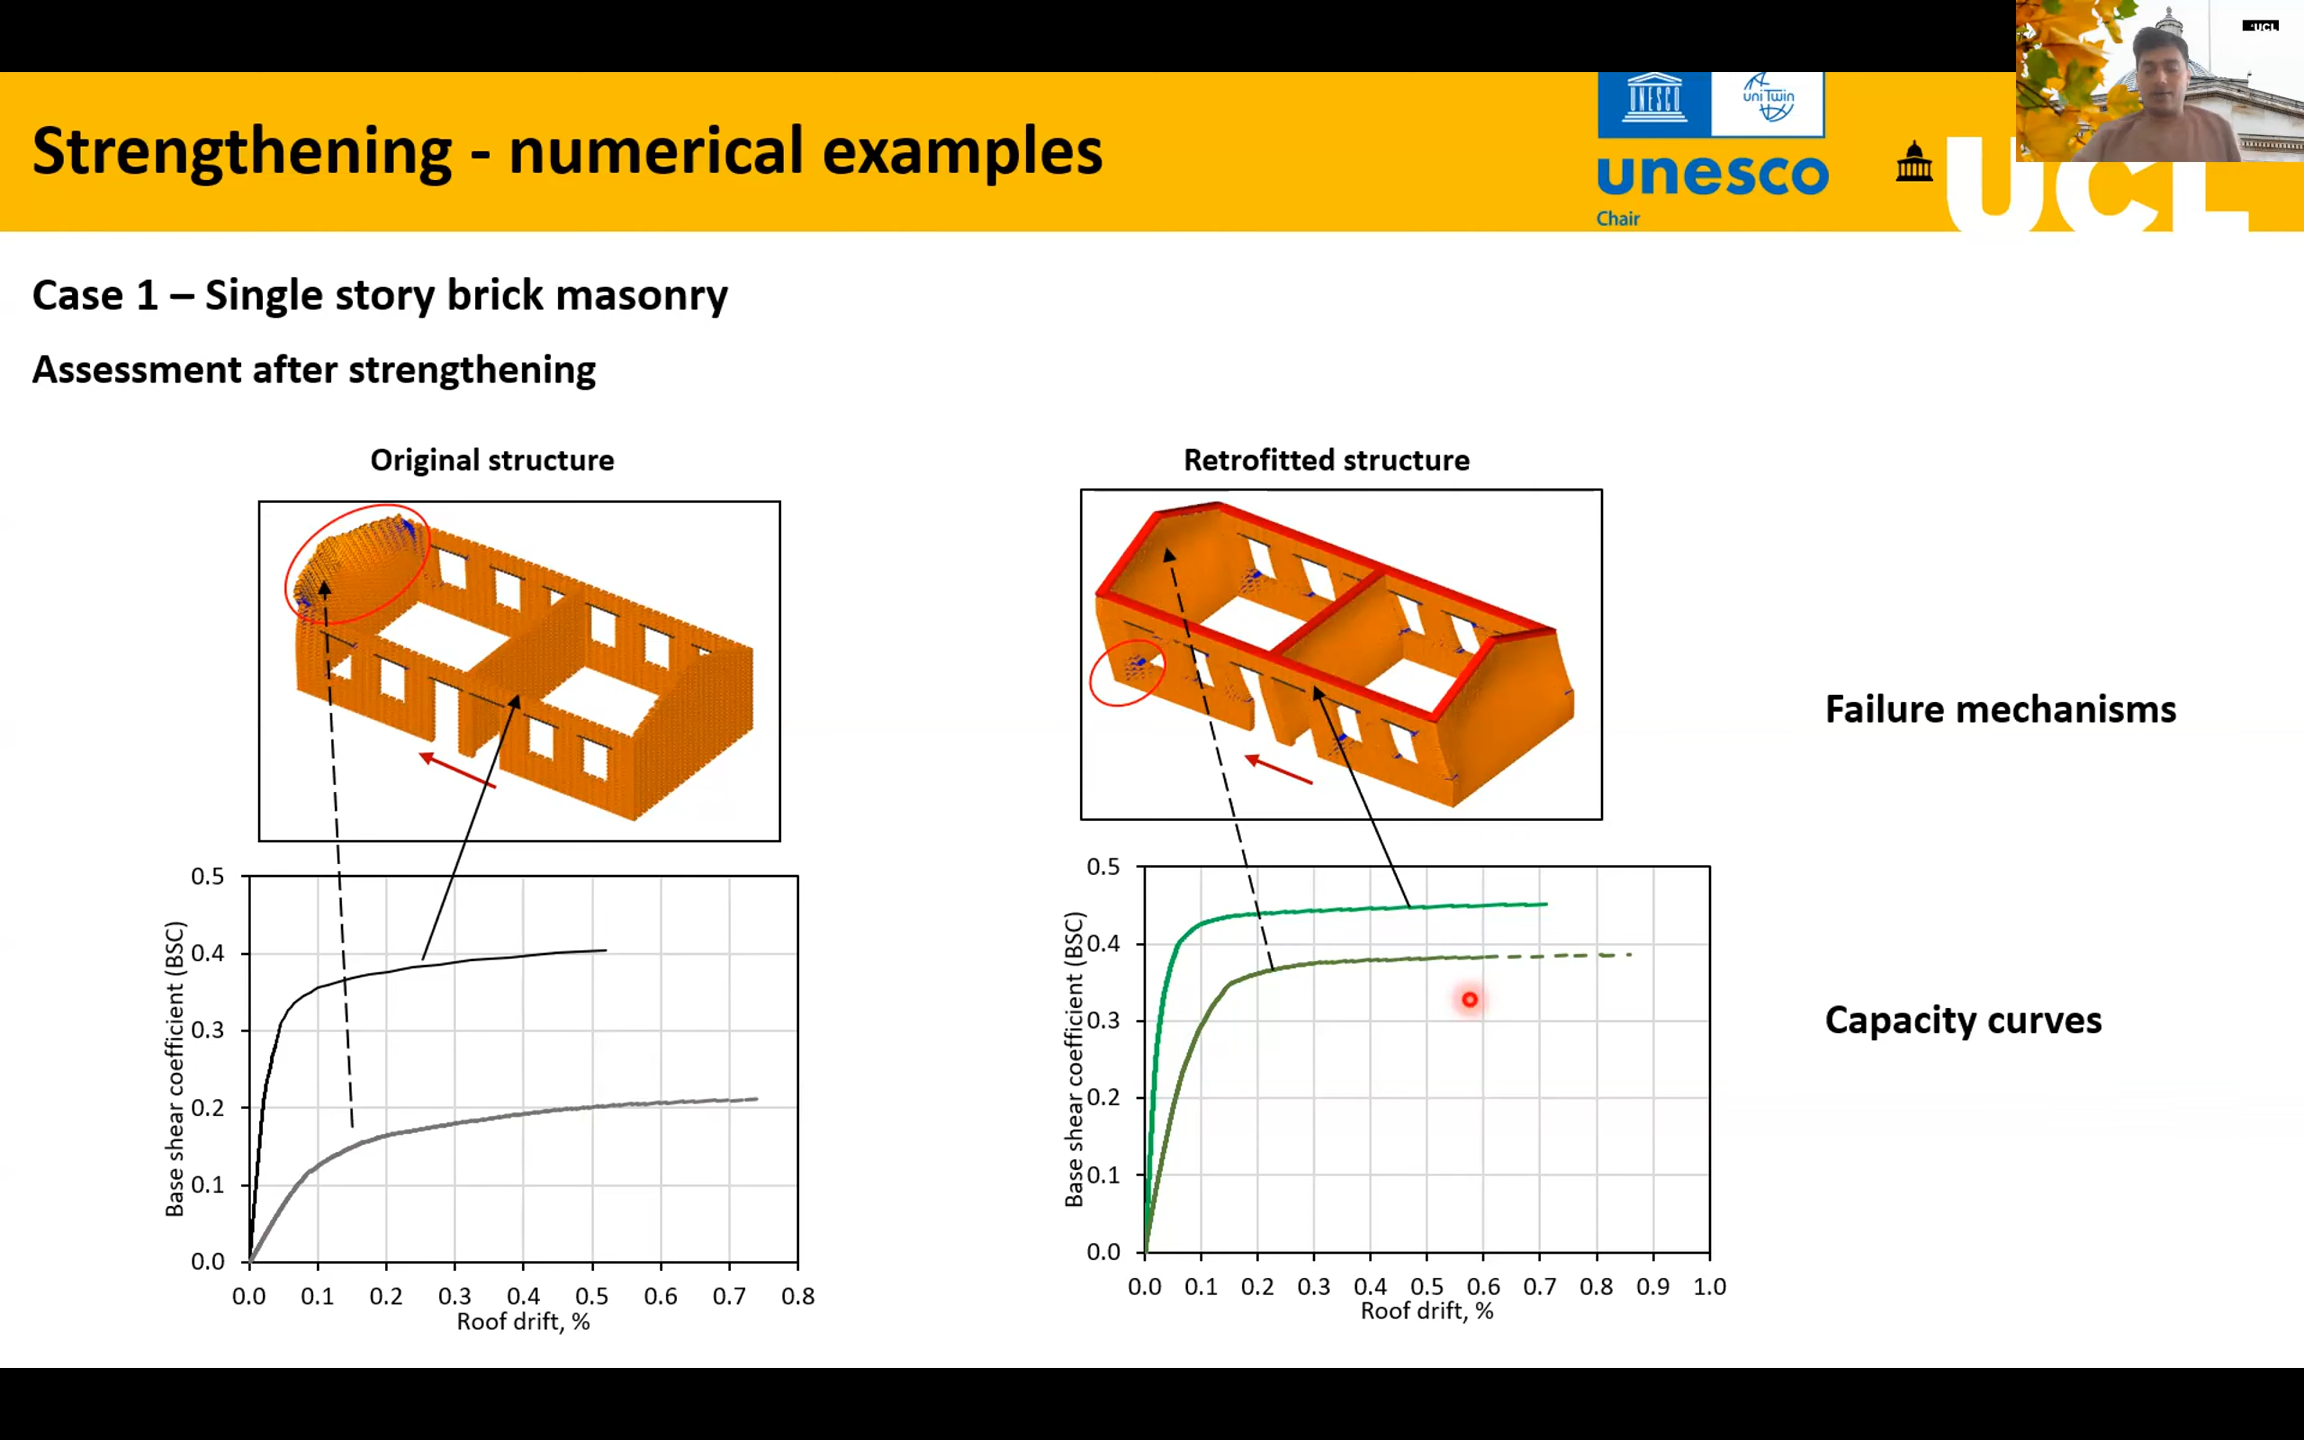 UCL
UNESCO
uniTwin
Strengthening - numerical examples
unesco
Chair
UCL
Case 1 – Single story brick masonry
Assessment after strengthening
Original structure
Retrofitted structure
Failure mechanisms
Capacity curves
0.5
0.4
0.3
0.2
0.1
0.0
Base shear coefficient (BSC)
0.0 0.1 0.2 0.3 0.4 0.5 0.6 0.7 0.8
Roof drift, %
0.5
0.4
0.3
0.2
0.1
0.0
Base shear coefficient (BSC)
0.0 0.1 0.2 0.3 0.4 0.5 0.6 0.7 0.8 0.9 1.0
Roof drift, %